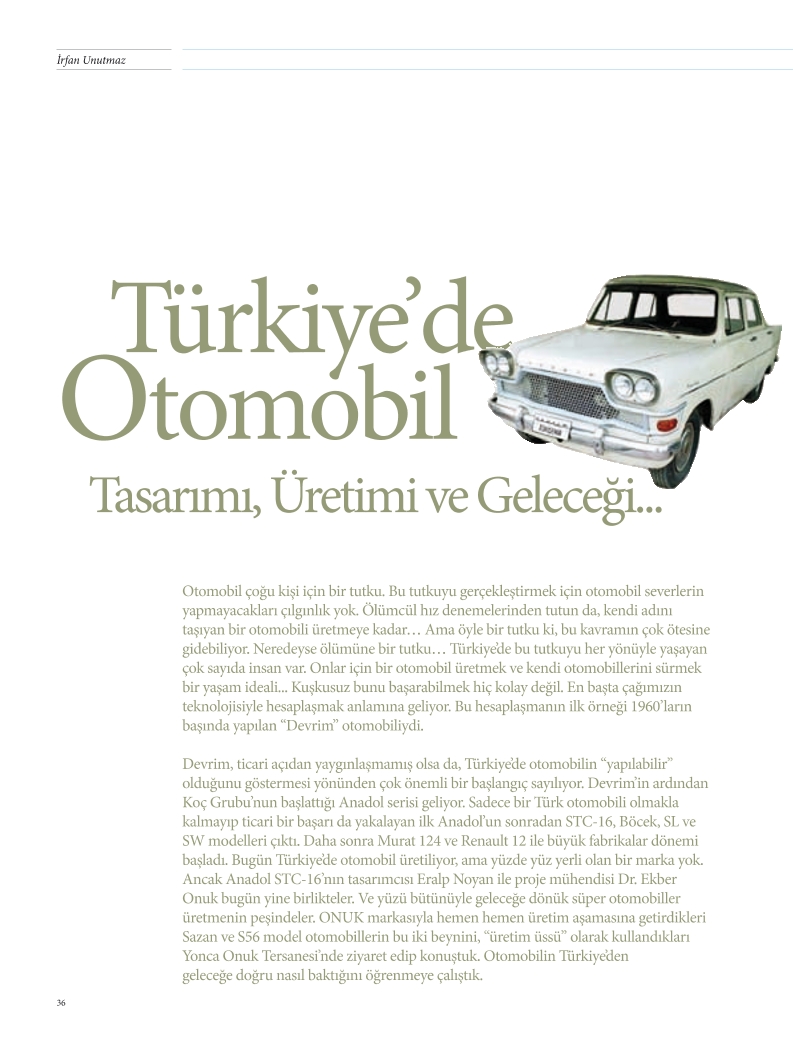 İrfan Unutmaz
Türkiye’de
Otomobil
Tasarımı, Üretimi ve Geleceği...
Otomobil çoğu kişi için bir tutku. Bu tutkuyu gerçekleştirmek için otomobil severlerin
yapmayacakları çılgınlık yok. Ölümcül hız denemelerinden tutun da, kendi adını
taşıyan bir otomobili üretmeye kadar… Ama öyle bir tutku ki, bu kavramın çok ötesine
gidebiliyor. Neredeyse ölümüne bir tutku… Türkiye’de bu tutkuyu her yönüyle yaşayan
çok sayıda insan var. Onlar için bir otomobil üretmek ve kendi otomobillerini sürmek
bir yaşam ideali... Kuşkusuz bunu başarabilmek hiç kolay değil. En başta çağımızın
teknolojisiyle hesaplaşmak anlamına geliyor. Bu hesaplaşmanın ilk örneği 1960’ların
başında yapılan “Devrim” otomobiliydi.
Devrim, ticari açıdan yaygınlaşmamış olsa da, Türkiye’de otomobilin “yapılabilir”
olduğunu göstermesi yönünden çok önemli bir başlangıç sayılıyor. Devrim’in ardından
Koç Grubu’nun başlattığı Anadol serisi geliyor. Sadece bir Türk otomobili olmakla
kalmayıp ticari bir başarı da yakalayan ilk Anadol’un sonradan STC-16, Böcek, SL ve
SW modelleri çıktı. Daha sonra Murat 124 ve Renault 12 ile büyük fabrikalar dönemi
başladı. Bugün Türkiye’de otomobil üretiliyor, ama yüzde yüz yerli olan bir marka yok.
Ancak Anadol STC-16’nın tasarımcısı Eralp Noyan ile proje mühendisi Dr. Ekber
Onuk bugün yine birlikteler. Ve yüzü bütünüyle geleceğe dönük süper otomobiller
üretmenin peşindeler. ONUK markasıyla hemen hemen üretim aşamasına getirdikleri
Sazan ve S56 model otomobillerin bu iki beynini, “üretim üssü” olarak kullandıkları
Yonca Onuk Tersanesi’nde ziyaret edip konuştuk. Otomobilin Türkiye’den
geleceğe doğru nasıl baktığını öğrenmeye çalıştık.
36